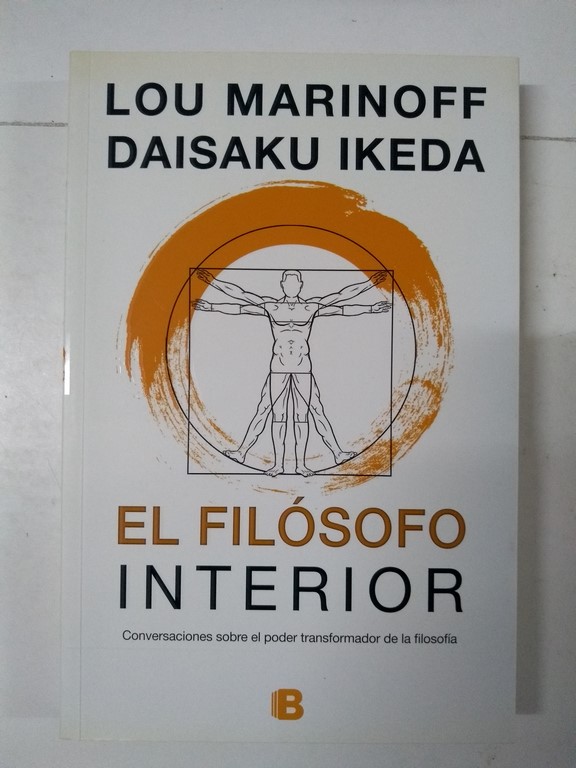 LOU MARINOFF
DAISAKU IKEDA
EL FILÓSOFO
INTERIOR
Conversaciones sobre el poder transformador de la filosofía
B